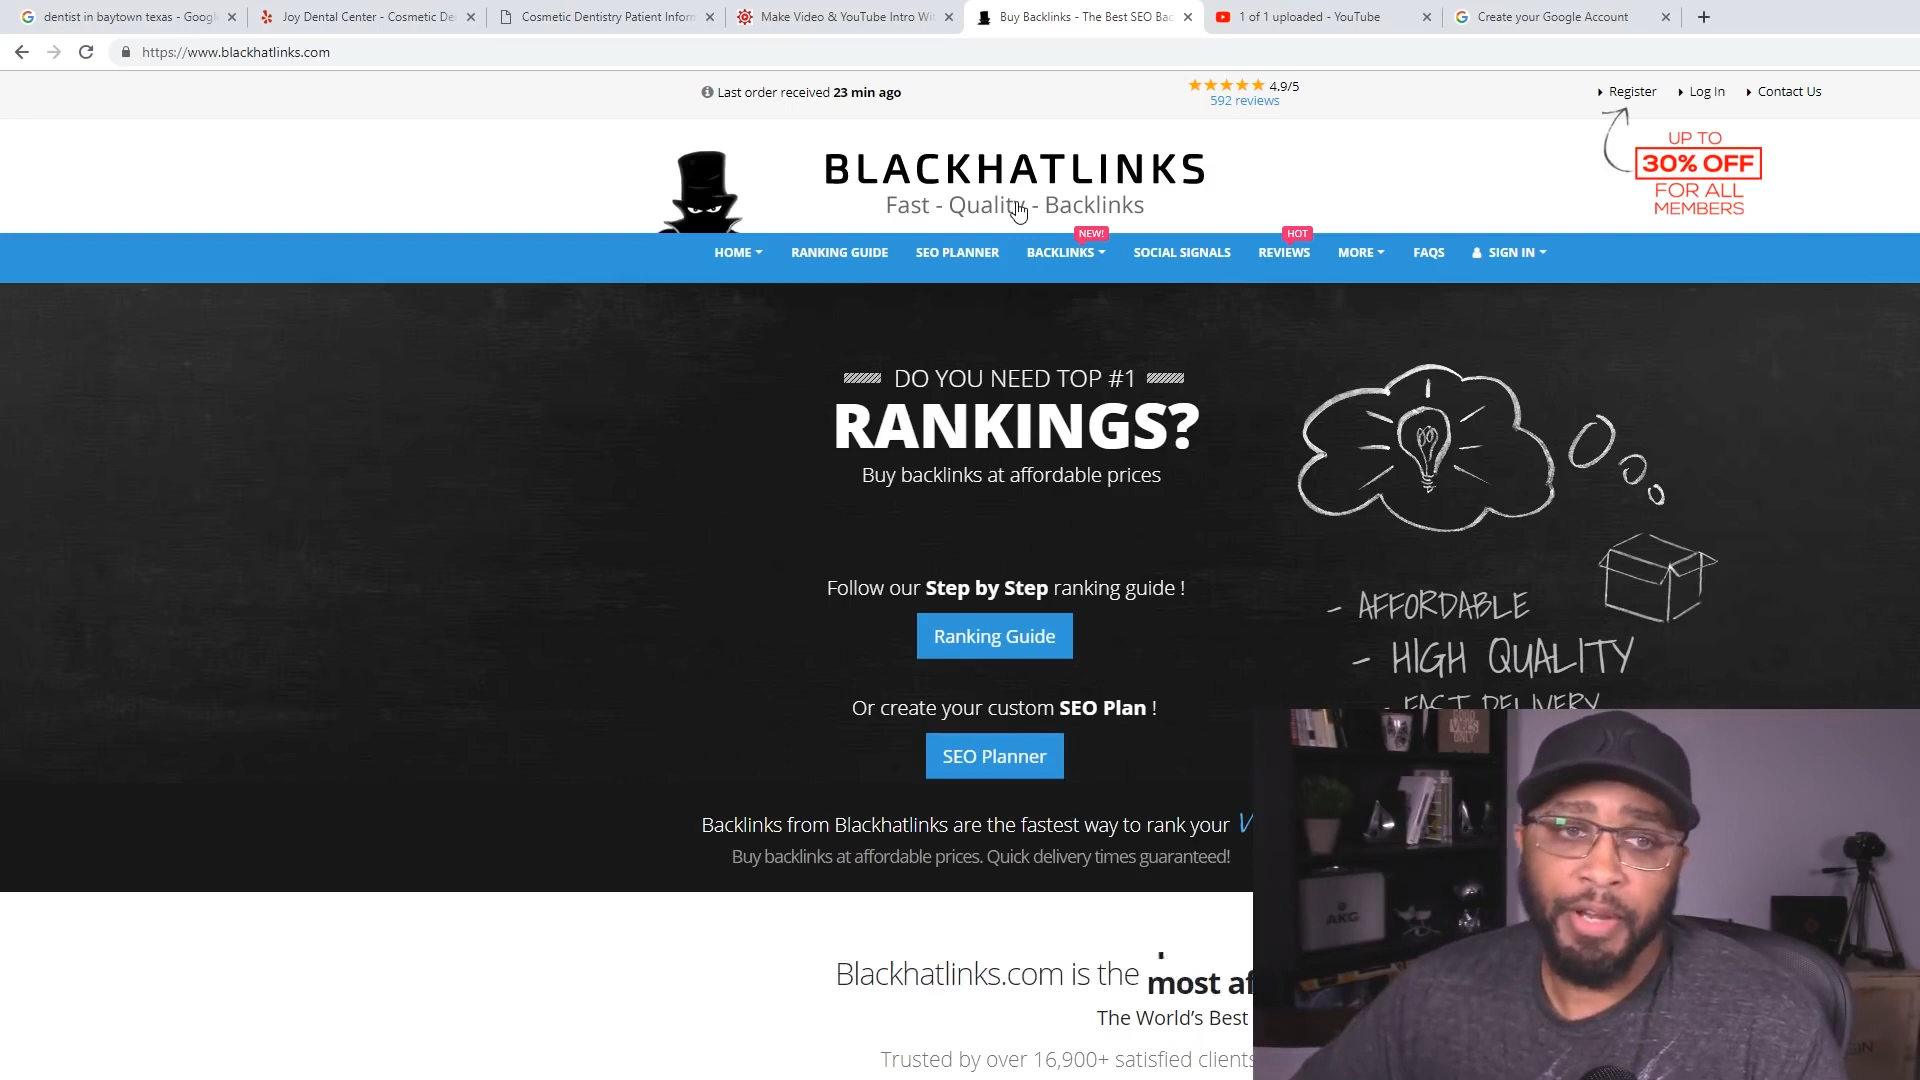 dentist in baytown texas - Googl
Joy Dental Center - Cosmetic De
Cosmetic Dentistry Patient Inform
Make Video & YouTube Intro Wit
Buy Backlinks - The Best SEO Bac
1 of 1 uploaded - YouTube
Create your Google Account
https://www.blackhatlinks.com
Last order received 23 min ago
4.9/5
592 reviews
Register
Log In
Contact Us
UP TO
30% OFF
FOR ALL
MEMBERS
BLACKHATLINKS
Fast - Quality - Backlinks
NEW!
HOT
HOME
RANKING GUIDE
SEO PLANNER
BACKLINKS
SOCIAL SIGNALS
REVIEWS
MORE
FAQS
SIGN IN
DO YOU NEED TOP #1
RANKINGS?
Buy backlinks at affordable prices
Follow our Step by Step ranking guide !
Ranking Guide
- AFFORDABLE
- HIGH QUALITY
- FAST DELIVERY
Or create your custom SEO Plan !
SEO Planner
Backlinks from Blackhatlinks are the fastest way to rank your
Buy backlinks at affordable prices. Quick delivery times guaranteed!
Blackhatlinks.com is the
most af
The World's Best
Trusted by over 16,900+ satisfied clients
AKG